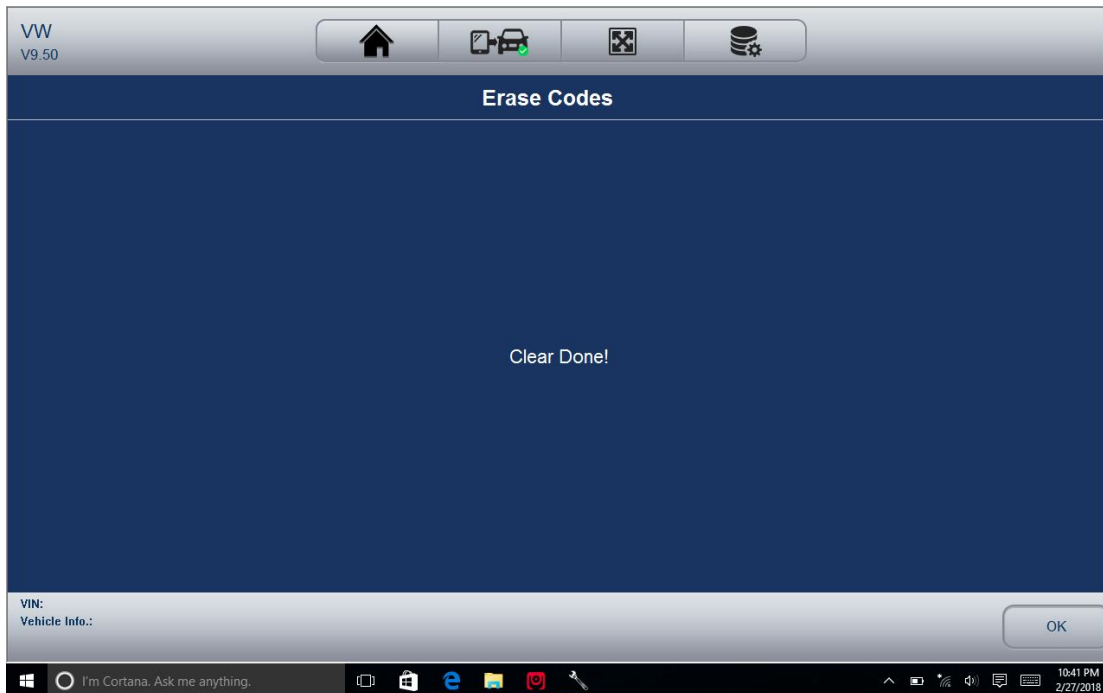 VW
V9.50
Erase Codes
Clear Done!
VIN:
Vehicle Info.:
OK
I'm Cortana. Ask me anything.
10:41 PM
2/27/2018